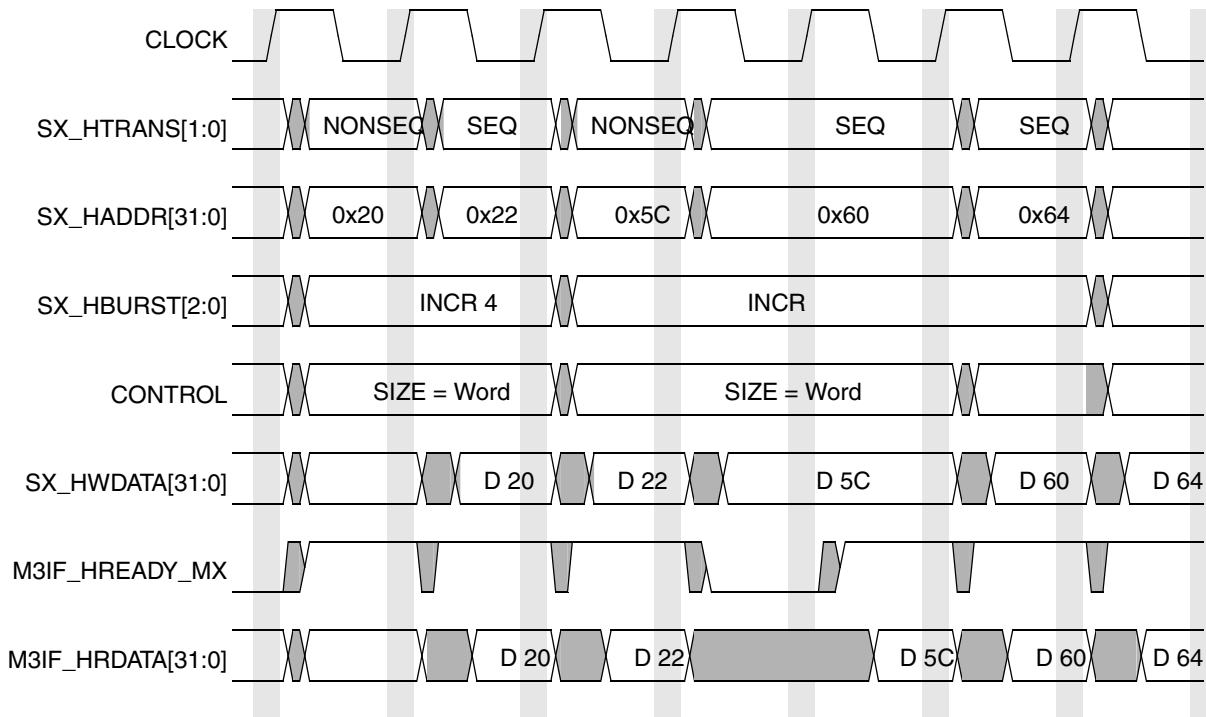 CLOCK
SX_HTRANS[1:0] NONSEQ SEQ NONSEQ SEQ SEQ
SX_HADDR[31:0] 0x20 0x22 0x5C 0x60 0x64
SX_HBURST[2:0] INCR 4 INCR
CONTROL SIZE = Word SIZE = Word
SX_HWDATA[31:0] D 20 D 22 D 5C D 60 D 64
M3IF_HREADY_MX
M3IF_HRDATA[31:0] D 20 D 22 D 5C D 60 D 64